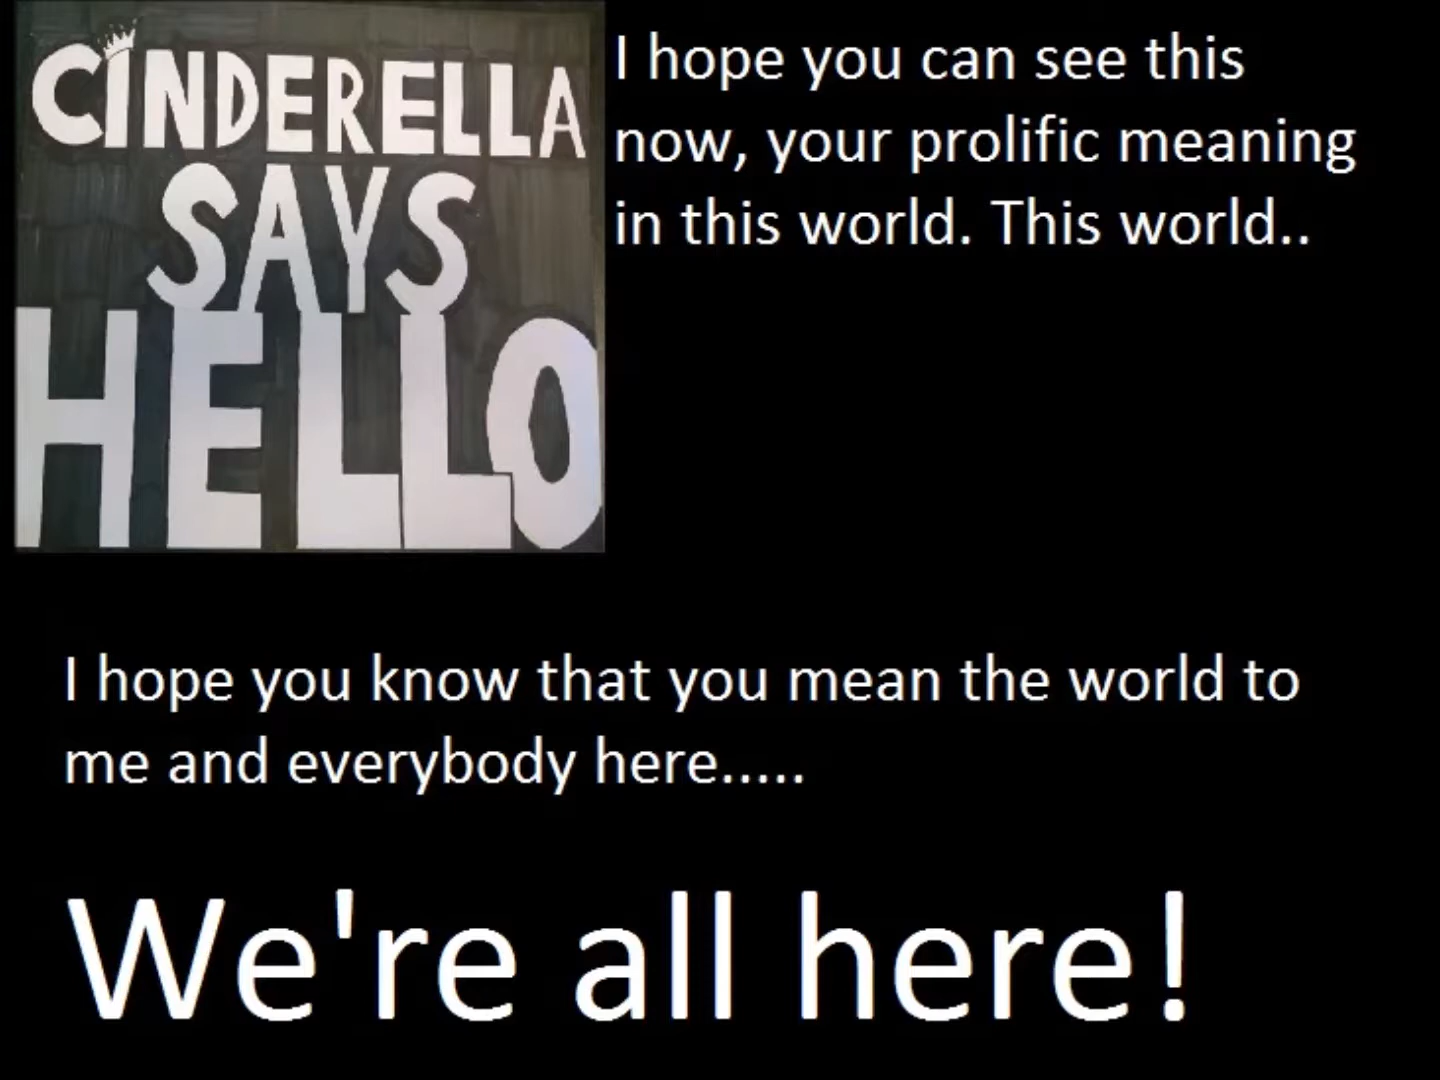 CINDERELLA
SAYS
HELLO
I hope you can see this
now, your prolific meaning
in this world. This world..
I hope you know that you mean the world to
me and everybody here.....
We're all here!